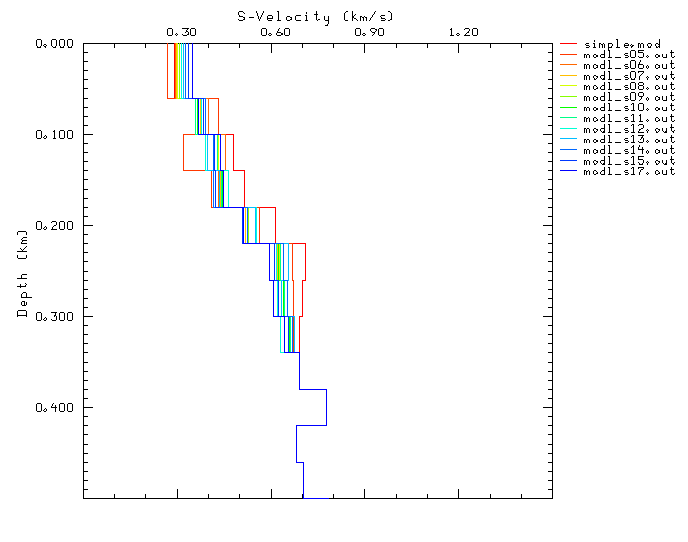 S-Velocity (km/s)
0.30 0.60 0.90 1.20
0.000
0.100
0.200
0.300
0.400
Depth (km)
simple.mod
modl_s05.out
modl_s06.out
modl_s07.out
modl_s08.out
modl_s09.out
modl_s10.out
modl_s11.out
modl_s12.out
modl_s13.out
modl_s14.out
modl_s15.out
modl_s17.out